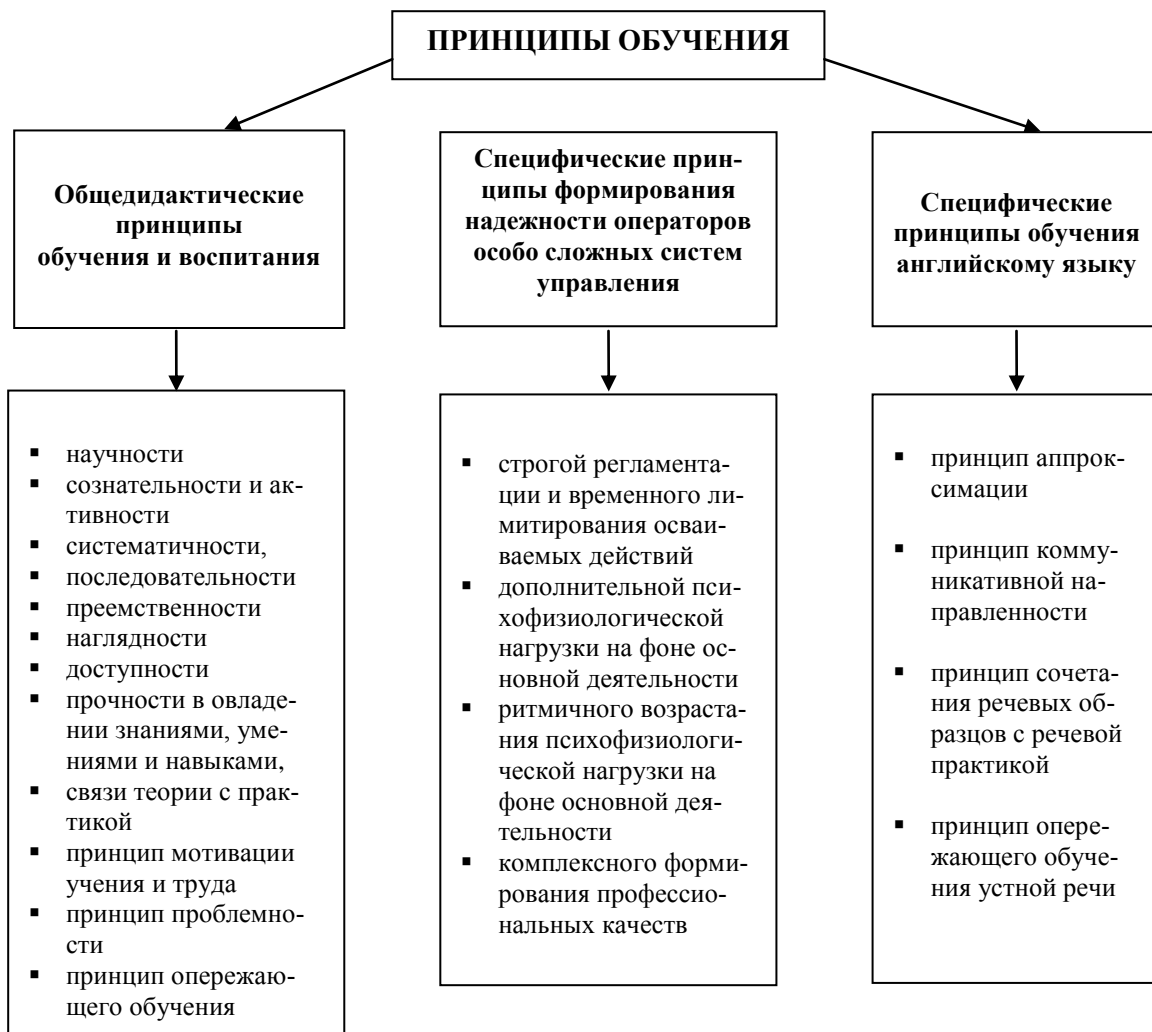 ПРИНЦИПЫ ОБУЧЕНИЯ
Общедидактические
принципы
обучения и воспитания
Специфические прин-
ципы формирования
надежности операторов
особо сложных систем
управления
Специфические
принципы обучения
английскому языку
▪ научности
▪ сознательности и ак-
тивности
▪ систематичности,
▪ последовательности
▪ преемственности
▪ наглядности
▪ доступности
▪ прочности в овладе-
нии знаниями, уме-
ниями и навыками,
▪ связи теории с прак-
тикой
▪ принцип мотивации
учения и труда
▪ принцип проблемно-
сти
▪ принцип опережаю-
щего обучения
▪ строгой регламента-
ции и временного ли-
митирования осваи-
ваемых действий
▪ дополнительной пси-
хофизиологической
нагрузки на фоне ос-
новной деятельности
▪ ритмичного возраста-
ния психофизиологи-
ческой нагрузки на
фоне основной дея-
тельности
▪ комплексного форми-
рования профессио-
нальных качеств
▪ принцип аппрок-
симации
▪ принцип комму-
никативной на-
правленности
▪ принцип сочета-
ния речевых об-
разцов с речевой
практикой
▪ принцип опере-
жающего обуче-
ния устной речи